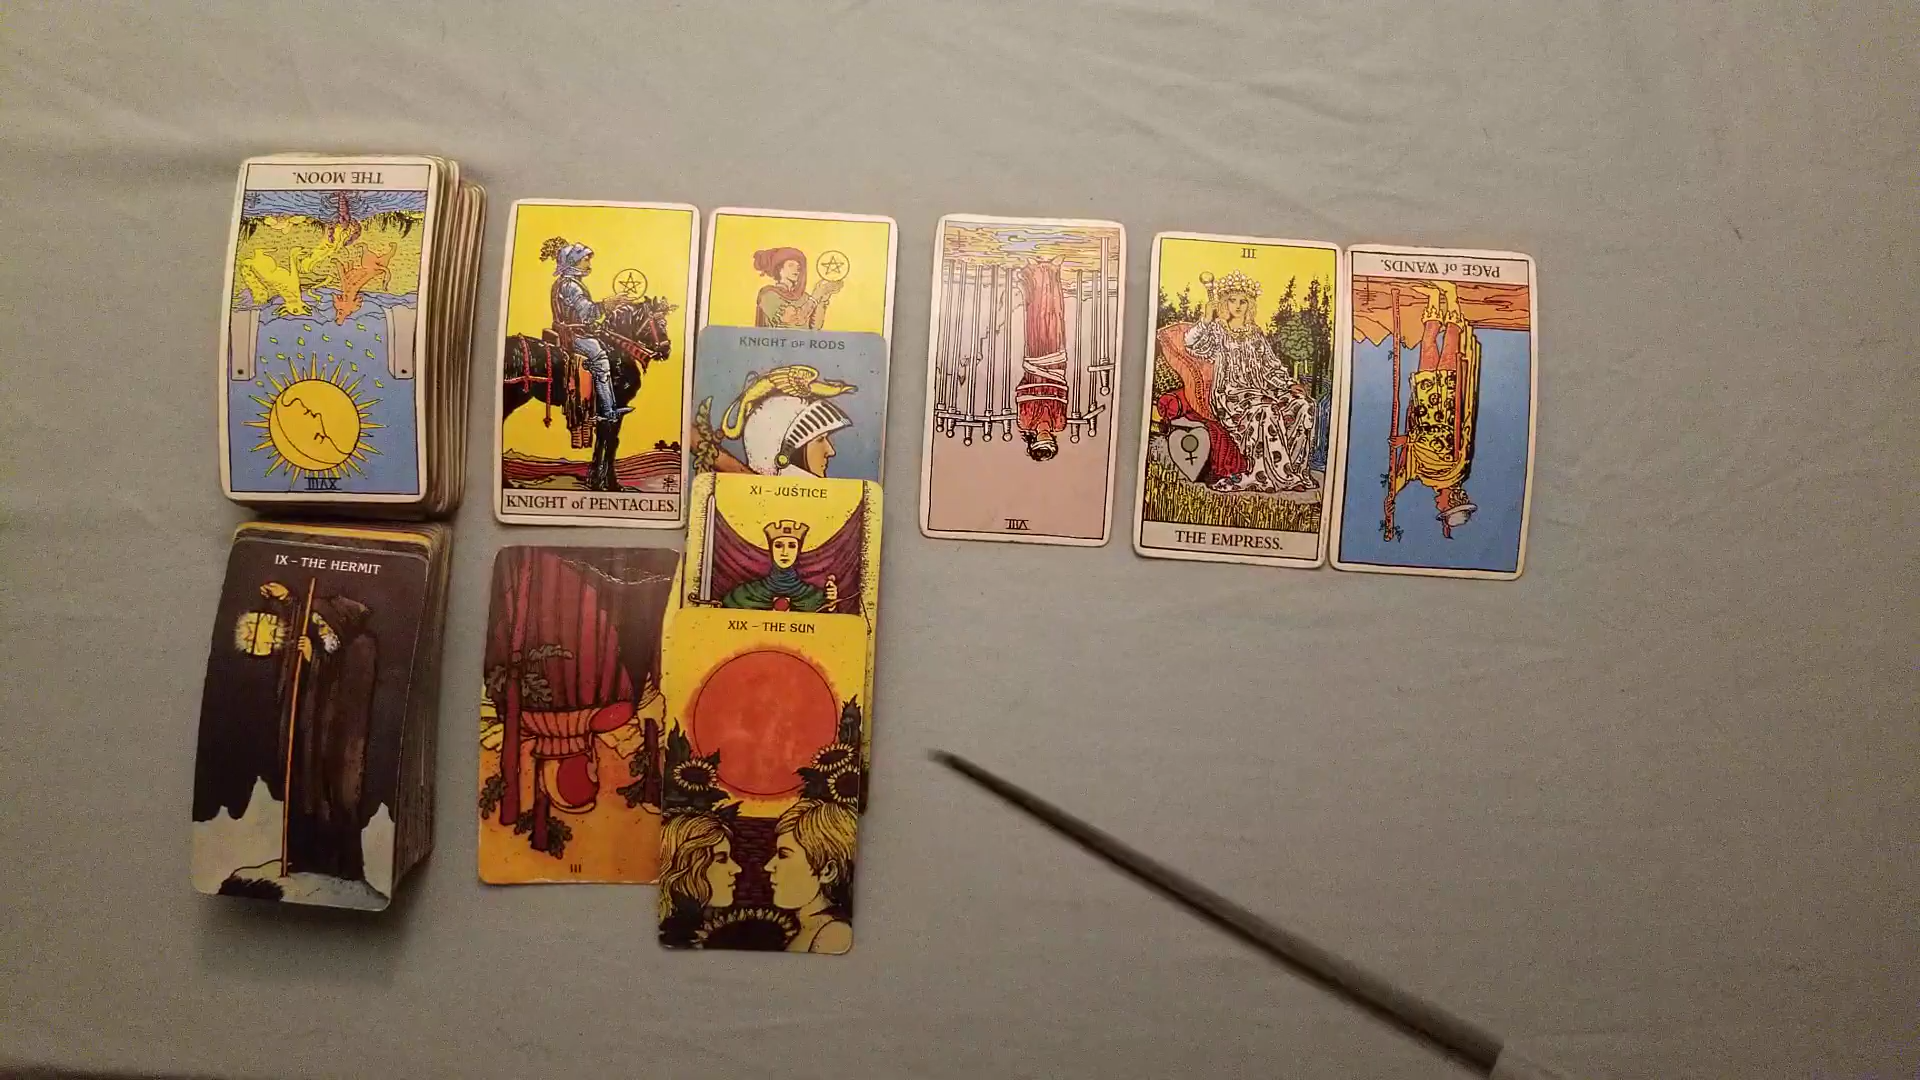 THE MOON.
XVIII
IX – THE HERMIT
KNIGHT of PENTACLES.
KNIGHT OF RODS
XI – JUSTICE
XIX – THE SUN
III
VIII
III
THE EMPRESS.
PAGE of WANDS.